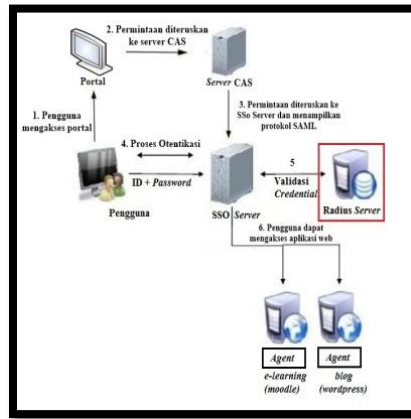 2. Permintaan diteruskan
ke server CAS
Portal
Server CAS
1. Pengguna
mengakses portal
3. Permintaan diteruskan ke
SSo Server dan menampilkan
protokol SAML
4. Proses Otentikasi
ID + Password
Pengguna
SSO Server
5
Validasi
Credential
Radius Server
6. Pengguna dapat
mengakses aplikasi web
Agent
e-learning
(moodle)
Agent
blog
(wordpress)